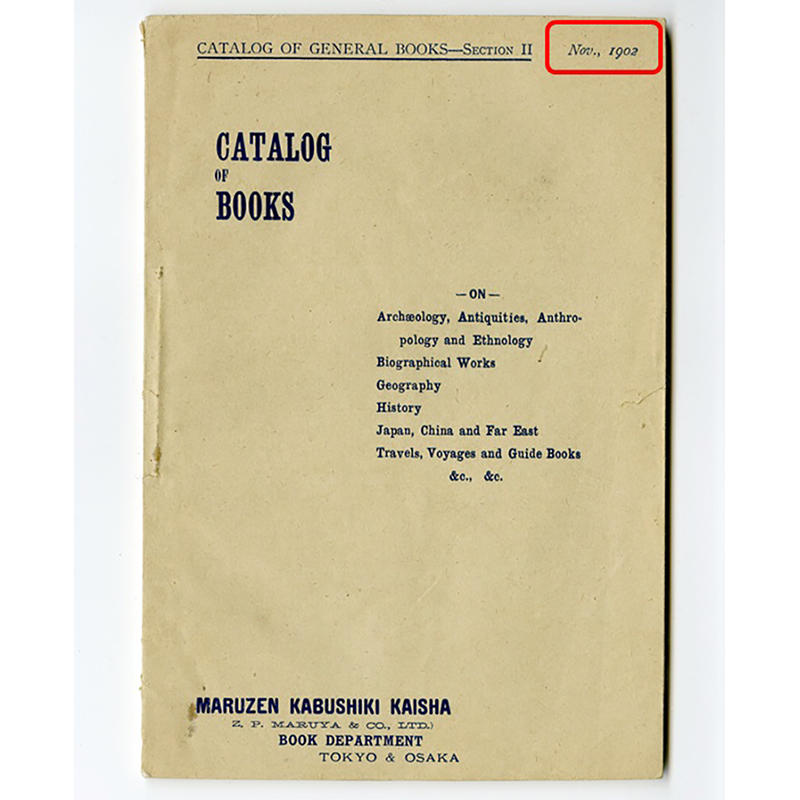 CATALOG OF GENERAL BOOKS—SECTION II Nov., 1902
CATALOG
OF
BOOKS
—ON—
Archæology, Antiquities, Anthro-
pology and Ethnology
Biographical Works
Geography
History
Japan, China and Far East
Travels, Voyages and Guide Books
&c., &c.
MARUZEN KABUSHIKI KAISHA
Z. P. MARUYA & CO., LTD.)
BOOK DEPARTMENT
TOKYO & OSAKA